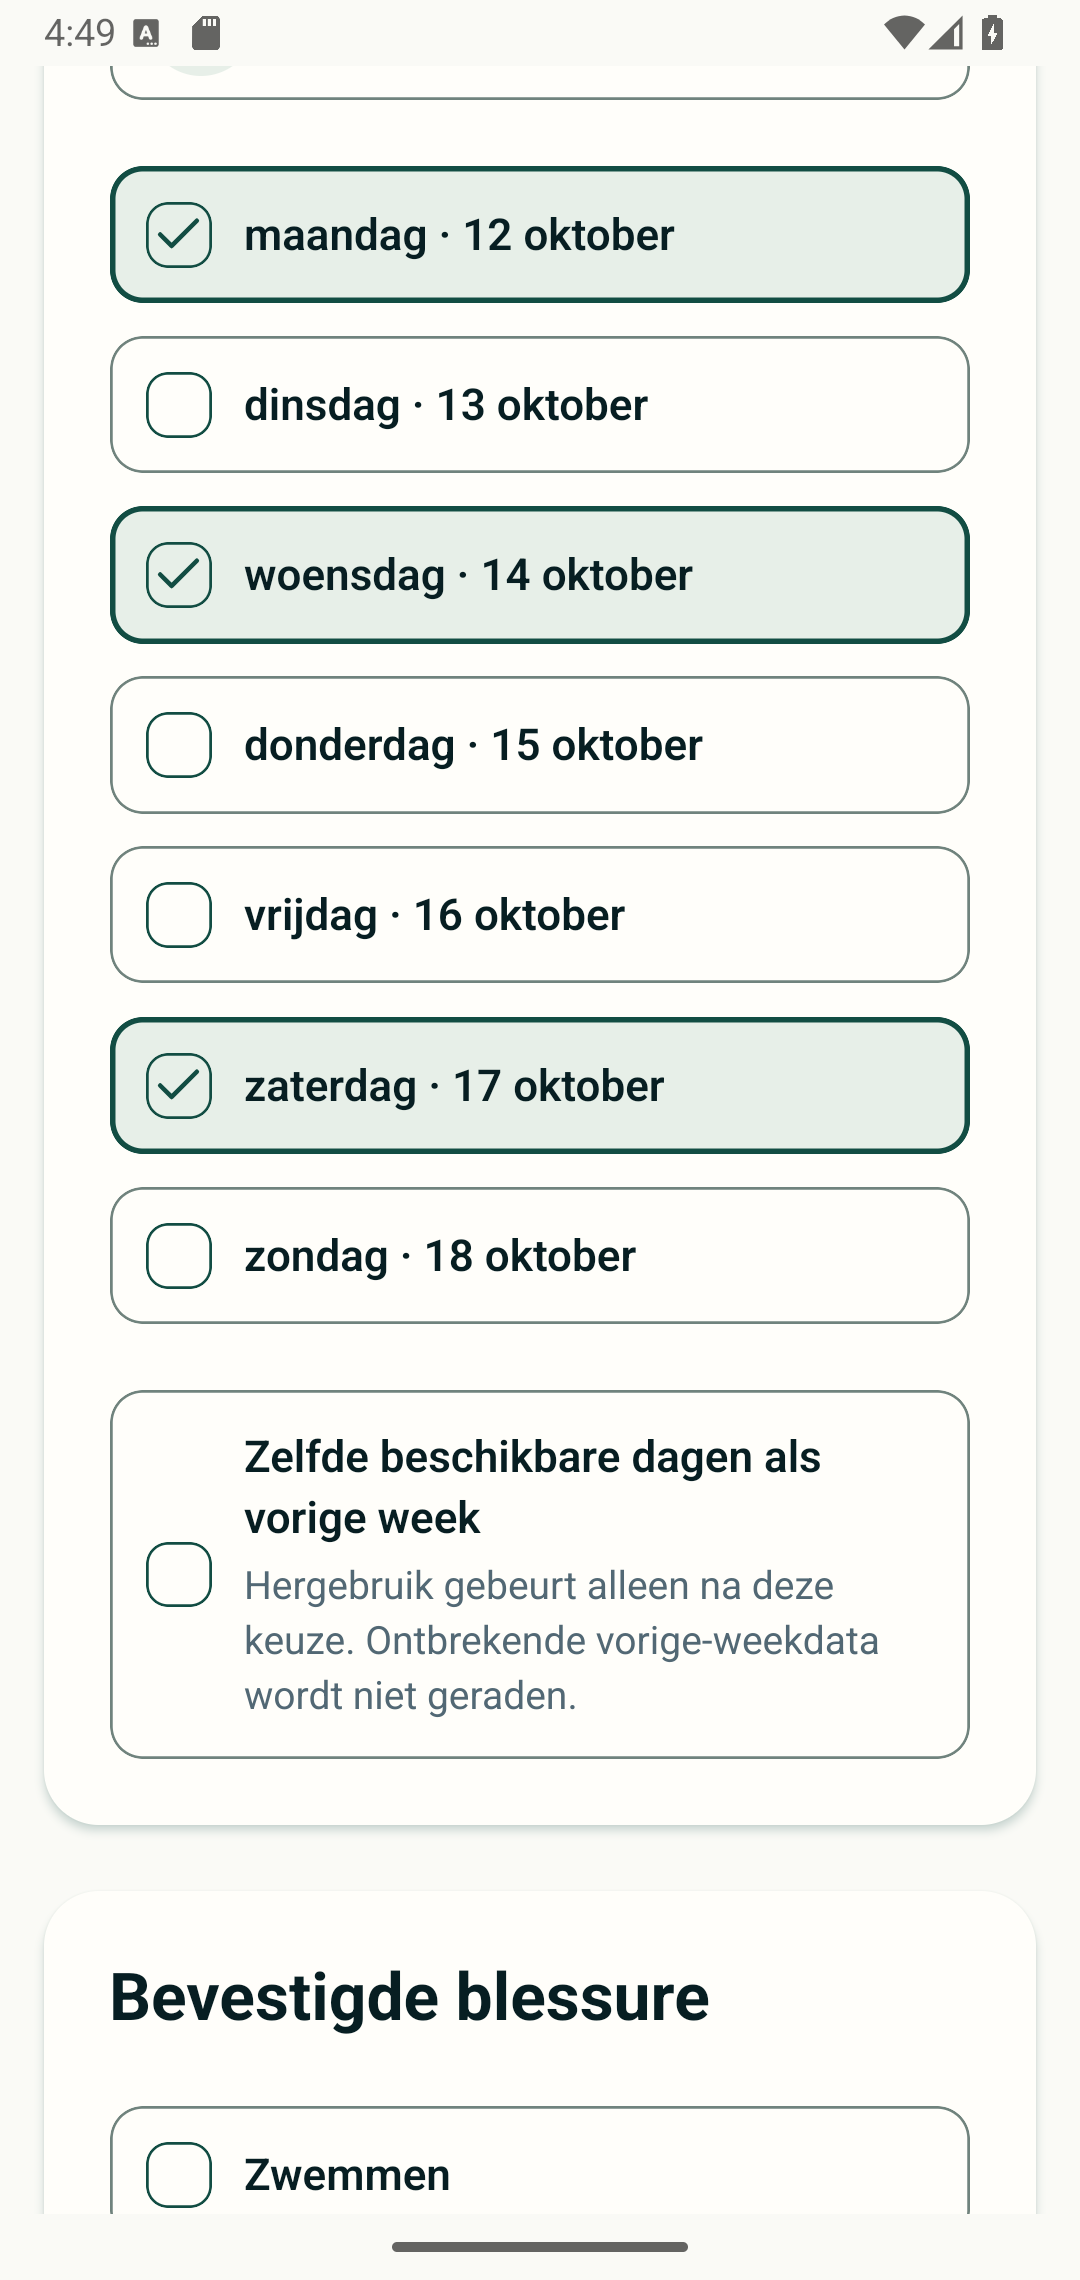 4:49
maandag · 12 oktober
dinsdag · 13 oktober
woensdag · 14 oktober
donderdag · 15 oktober
vrijdag · 16 oktober
zaterdag · 17 oktober
zondag · 18 oktober
Zelfde beschikbare dagen als
vorige week
Hergebruik gebeurt alleen na deze
keuze. Ontbrekende vorige-weekdata
wordt niet geraden.
Bevestigde blessure
Zwemmen